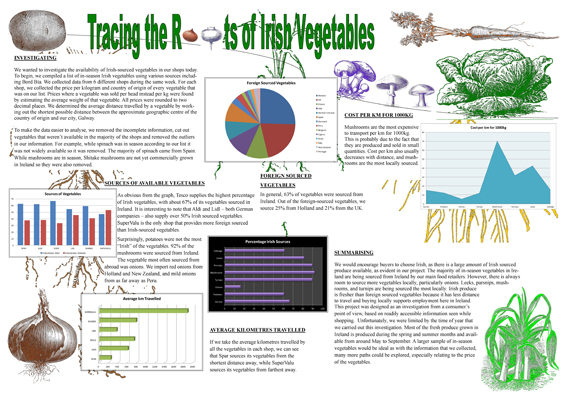 Tracing the R ts of Irish Vegetables
INVESTIGATING
We wanted to investigate the availability of Irish-sourced vegetables in our shops today.
To begin, we compiled a list of in-season Irish vegetables using various sources includ-
ing Bord Bia. We collected data from 6 different shops during the same week. For each
shop, we collected the price per kilogram and country of origin of every vegetable that
was on our list. Prices where a vegetable was sold per head instead per kg were found
by estimating the average weight of that vegetable. All prices were rounded to two
decimal places. We determined the average distance travelled by a vegetable by work-
ing out the shortest possible distance between the approximate geographic centre of the
country of origin and our city, Galway.
To make the data easier to analyse, we removed the incomplete information, cut out
vegetables that weren't available in the majority of the shops and removed the outliers
in our information. For example, while spinach was in season according to our list it
was not widely available so it was removed. The majority of spinach came from Spain.
While mushrooms are in season, Shitake mushrooms are not yet commercially grown
in Ireland so they were also removed.
Foreign Sourced Vegetables
COST PER KM FOR 1000KG
Mushrooms are the most expensive
to transport per km for 1000kg.
This is probably due to the fact that
they are produced and sold in small
quantities. Cost per km also usually
decreases with distance, and mush-
rooms are the most locally sourced.
Cost per km for 1000kg
SOURCES OF AVAILABLE VEGETABLES
Sources of Vegetables
As obvious from the graph, Tesco supplies the highest percentage
of Irish vegetables, with about 67% of its vegetables sourced in
Ireland. It is interesting to note that Aldi and Lidl – both German
companies – also supply over 50% Irish sourced vegetables.
SuperValu is the only shop that provides more foreign sourced
than Irish-sourced vegetables.
Surprisingly, potatoes were not the most
"Irish" of the vegetables. 92% of the
mushrooms were sourced from Ireland.
The vegetable most often sourced from
abroad was onions. We import red onions from
Holland and New Zealand, and mild onions
from as far away as Peru.
FOREIGN SOURCED
VEGETABLES
In general, 63% of vegetables were sourced from
Ireland. Out of the foreign-sourced vegetables, we
source 25% from Holland and 21% from the UK.
Percentage Irish Sources
Average km Travelled
AVERAGE KILOMETRES TRAVELLED
If we take the average kilometres travelled by
all the vegetables in each shop, we can see
that Spar sources its vegetables from the
shortest distance away, while SuperValu
sources its vegetables from farthest away.
SUMMARISING
We would encourage buyers to choose Irish, as there is a large amount of Irish sourced
produce available, as evident in our project. The majority of in-season vegetables in Ire-
land are being sourced from Ireland by our main food retailers. However, there is always
room to source more vegetables locally, particularly onions. Leeks, parsnips, mush-
rooms, and turnips are being sourced the most locally. Irish produce
is fresher than foreign sourced vegetables because it has less distance
to travel and buying locally supports employment here in Ireland.
This project was designed as an investigation from a consumer's
point of view, based on readily accessible information seen while
shopping. Unfortunately, we were limited by the time of year that
we carried out this investigation. Most of the fresh produce grown in
Ireland is produced during the spring and summer months and avail-
able from around May to September. A larger sample of in-season
vegetables would be ideal as with the information that we collected,
many more paths could be explored, especially relating to the price
of the vegetables.